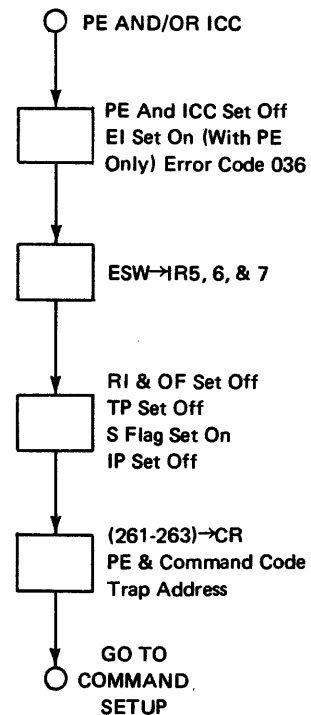 PE AND/OR ICC
PE And ICC Set Off
EI Set On (With PE
Only) Error Code 036
ESW→IR5, 6, & 7
RI & OF Set Off
TP Set Off
S Flag Set On
IP Set Off
(261-263)→CR
PE & Command Code
Trap Address
GO TO
COMMAND
SETUP